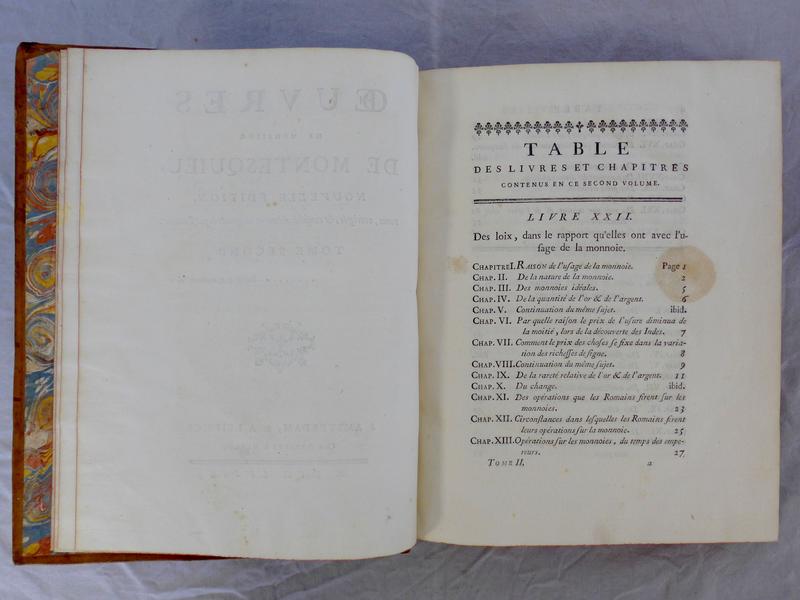 ŒUVRES
DE MONTESQUIEU,
NOUVELLE ÉDITION,
TOME SECOND.
TABLE
DES LIVRES ET CHAPITRES
CONTENUS EN CE SECOND VOLUME.
LIVRE XXII.
Des loix, dans le rapport qu'elles ont avec l'u-
ſage de la monnoie.
CHAPITRE I. RAISON de l'uſage de la monnoie. Page 1
CHAP. II. De la nature de la monnoie. 2
CHAP. III. Des monnoies idéales. 5
CHAP. IV. De la quantité de l'or & de l'argent. 6
CHAP. V. Continuation du même ſujet. ibid.
CHAP. VI. Par quelle raiſon le prix de l'uſure diminua de
la moitié, lors de la découverte des Indes. 7
CHAP. VII. Comment le prix des choſes ſe fixe dans la varia-
tion des richeſſes de ſigne. 8
CHAP. VIII. Continuation du même ſujet. 9
CHAP. IX. De la rareté relative de l'or & de l'argent. 11
CHAP. X. Du change. ibid.
CHAP. XI. Des opérations que les Romains firent ſur les
monnoies. 23
CHAP. XII. Circonſtances dans leſquelles les Romains firent
leurs opérations ſur la monnoie. 25
CHAP. XIII. Opérations ſur les monnoies, du temps des empe-
reurs. 27
TOME II. a